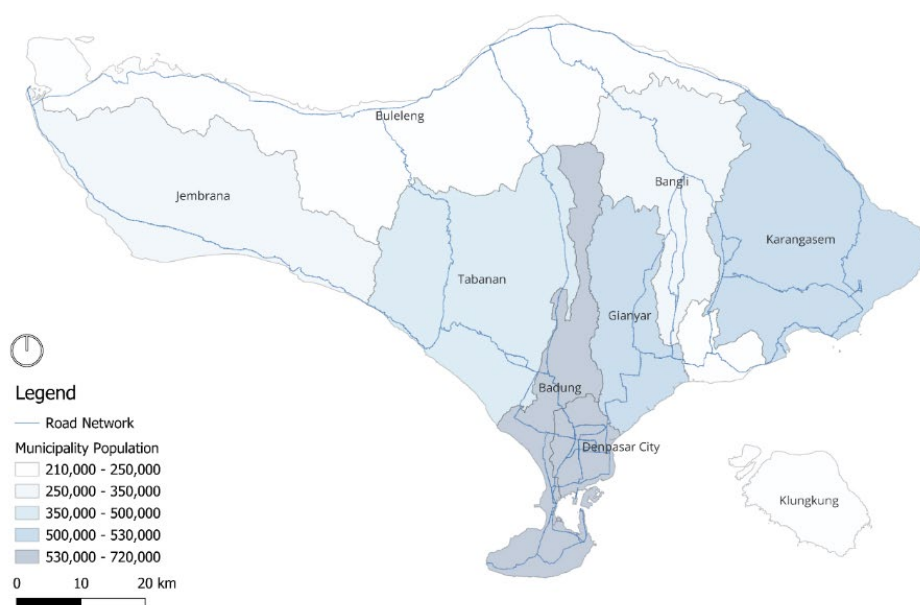 Buleleng
Jembrana
Bangli
Karangasem
Tabanan
Gianyar
Badung
Denpasar City
Klungkung
Legend
Road Network
Municipality Population
210,000 - 250,000
250,000 - 350,000
350,000 - 500,000
500,000 - 530,000
530,000 - 720,000
0 10 20 km